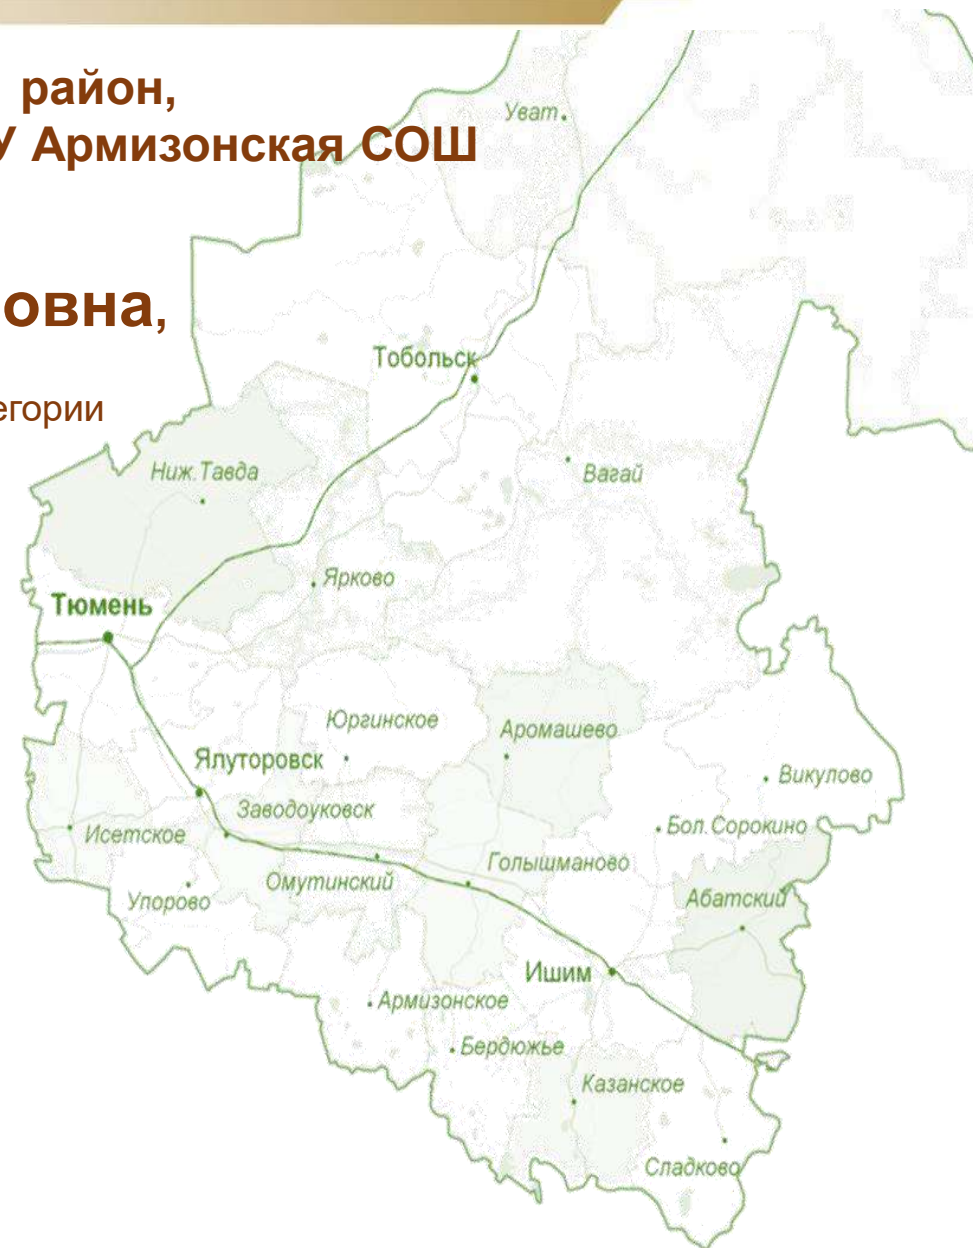 район,
У Армизонская СОШ
овна,
егории
Уват
Тобольск
Ниж.Тавда
Вагай
Ярково
Тюмень
Юргинское
Аромашево
Ялуторовск
Викулово
Заводоуковск
Исетское
Бол.Сорокино
Голышманово
Омутинский
Упорово
Абатский
Ишим
Армизонское
Бердюжье
Казанское
Сладково